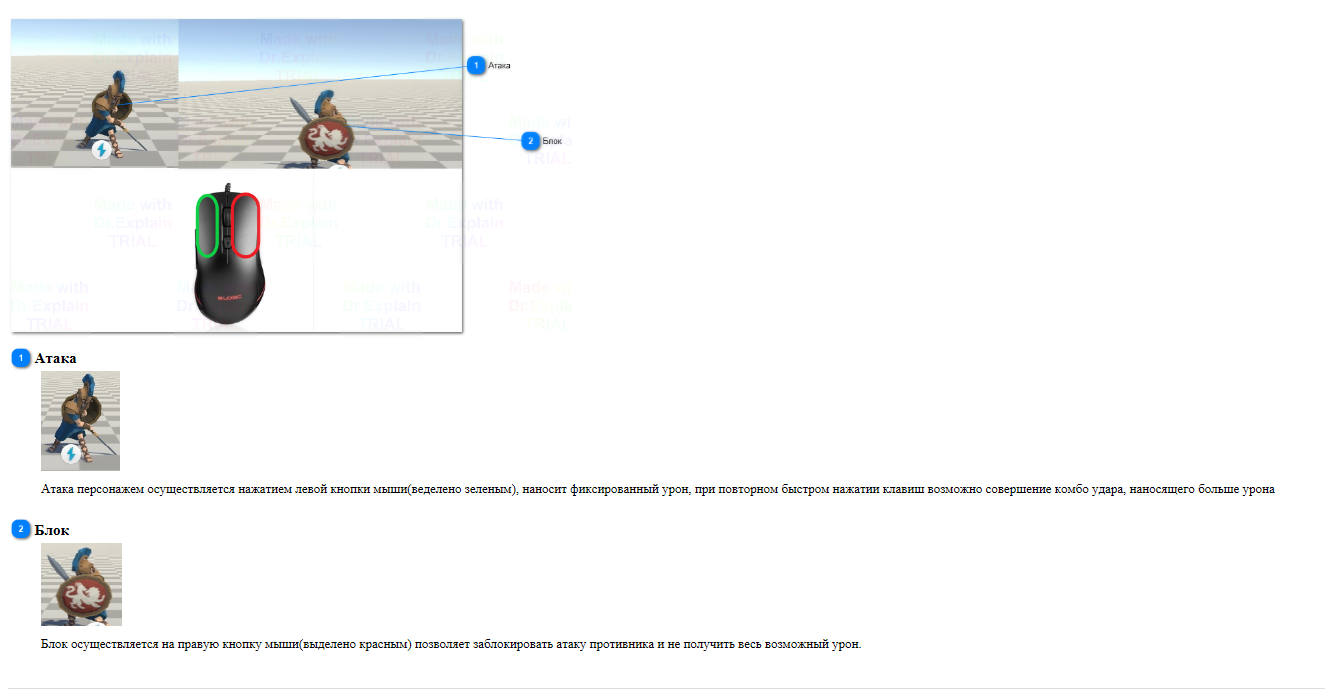 1 Атака
2 Блок
Made with
Dr.Explain
TRIAL
1 Атака
Атака персонажем осуществляется нажатием левой кнопки мыши(веделено зеленым), наносит фиксированный урон, при повторном быстром нажатии клавиш возможно совершение комбо удара, наносящего больше урона
2 Блок
Блок осуществляется на правую кнопку мыши(выделено красным) позволяет заблокировать атаку противника и не получить весь возможный урон.